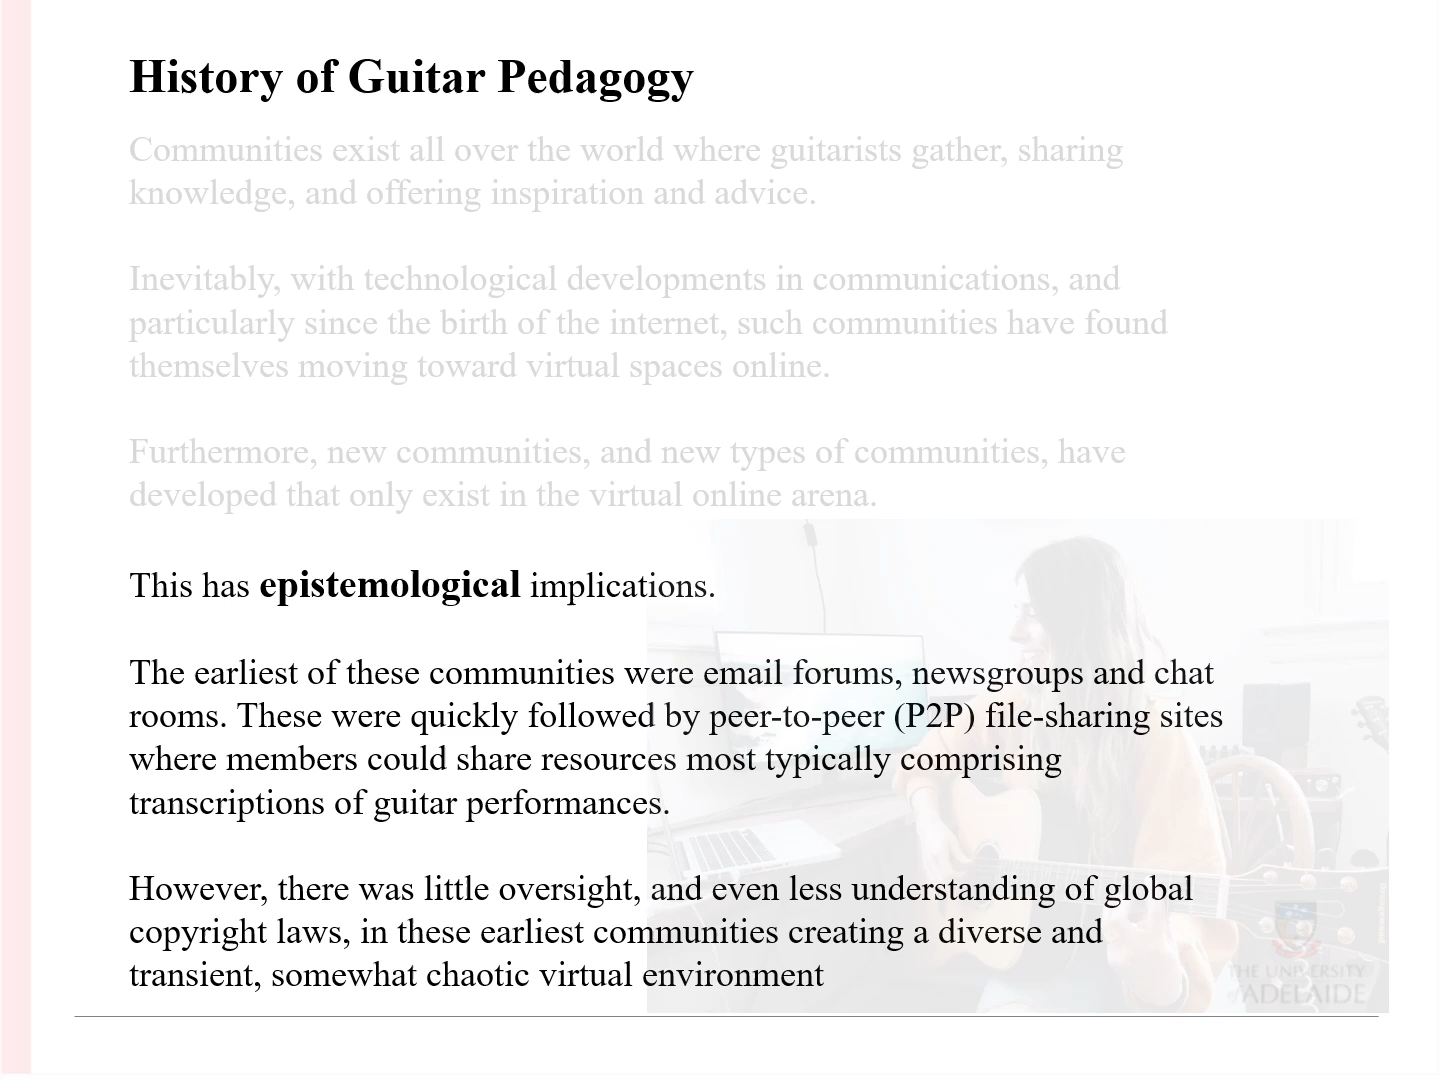 History of Guitar Pedagogy
Communities exist all over the world where guitarists gather, sharing
knowledge, and offering inspiration and advice.
Inevitably, with technological developments in communications, and
particularly since the birth of the internet, such communities have found
themselves moving toward virtual spaces online.
Furthermore, new communities, and new types of communities, have
developed that only exist in the virtual online arena.
This has epistemological implications.
The earliest of these communities were email forums, newsgroups and chat
rooms. These were quickly followed by peer-to-peer (P2P) file-sharing sites
where members could share resources most typically comprising
transcriptions of guitar performances.
However, there was little oversight, and even less understanding of global
copyright laws, in these earliest communities creating a diverse and
transient, somewhat chaotic virtual environment
THE UNIVERSITY
of ADELAIDE